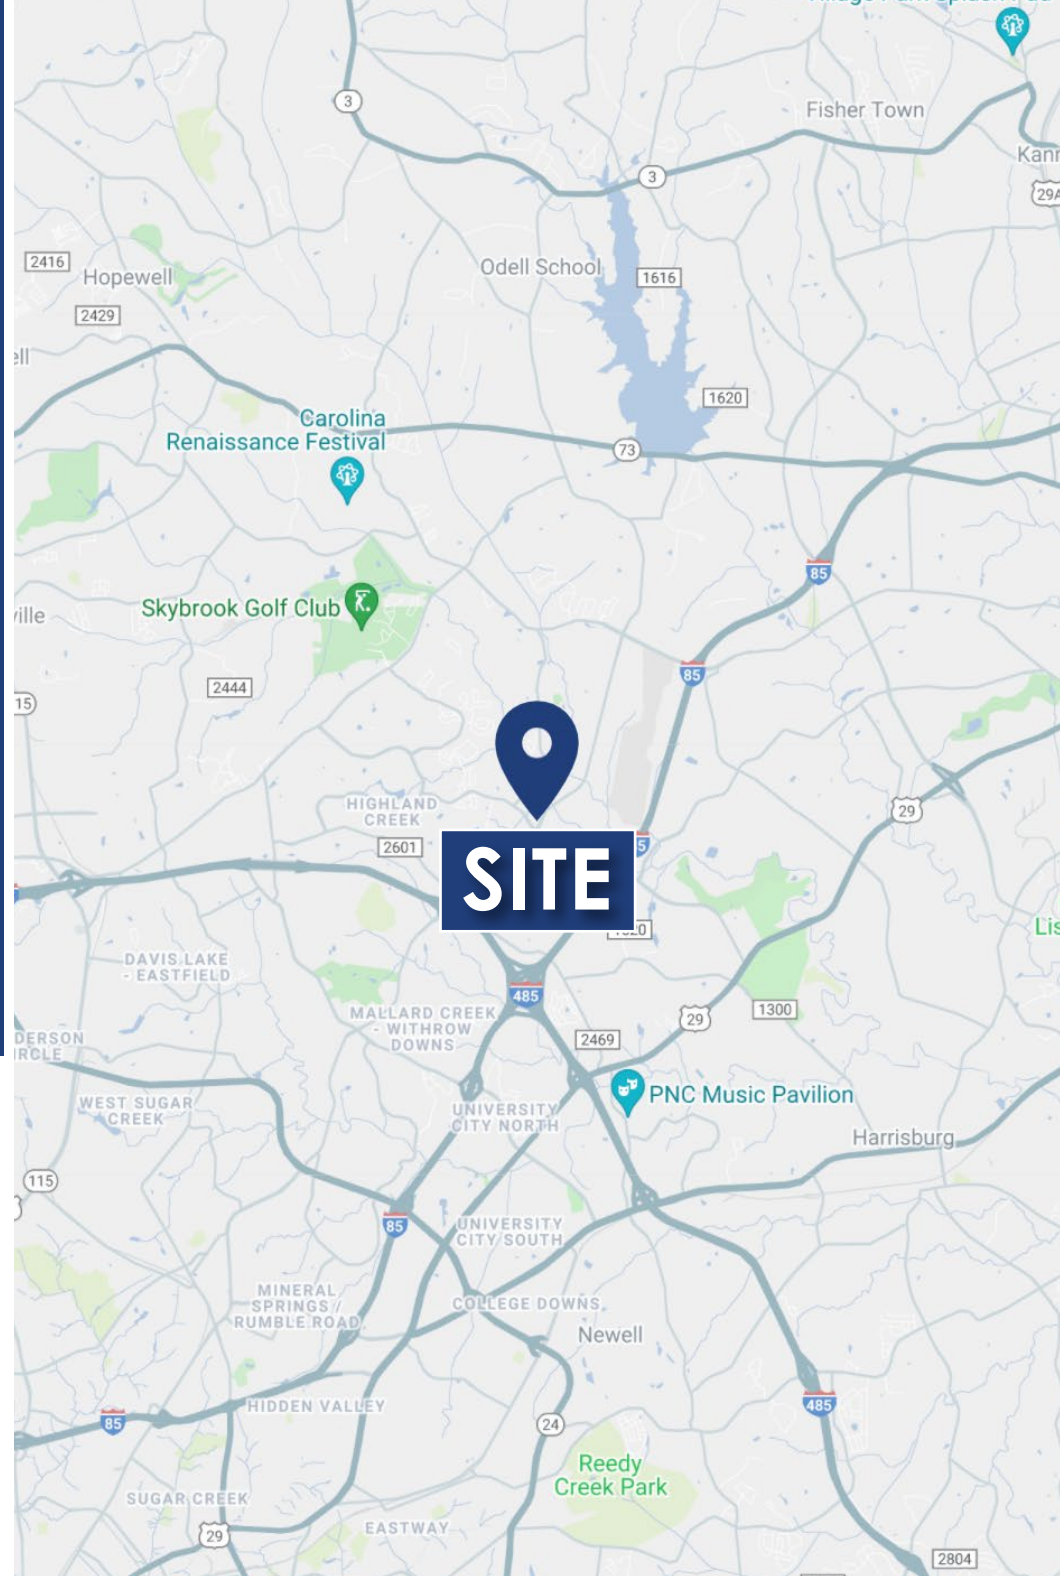 3
Fisher Town
3
29A
2416
Hopewell
Odell School
1616
2429
1620
Carolina
Renaissance Festival
73
85
Skybrook Golf Club
85
2444
29
HIGHLAND
CREEK
2601
SITE
DAVIS LAKE
- EASTFIELD
485
MALLARD CREEK
- WITHROW
DOWNS
29
1300
2469
PNC Music Pavilion
WEST SUGAR
CREEK
UNIVERSITY
CITY NORTH
Harrisburg
115
85
UNIVERSITY
CITY SOUTH
MINERAL
SPRINGS /
RUMBLE ROAD
COLLEGE DOWNS
Newell
HIDDEN VALLEY
485
85
24
Reedy
Creek Park
SUGAR CREEK
29
EASTWAY
2804